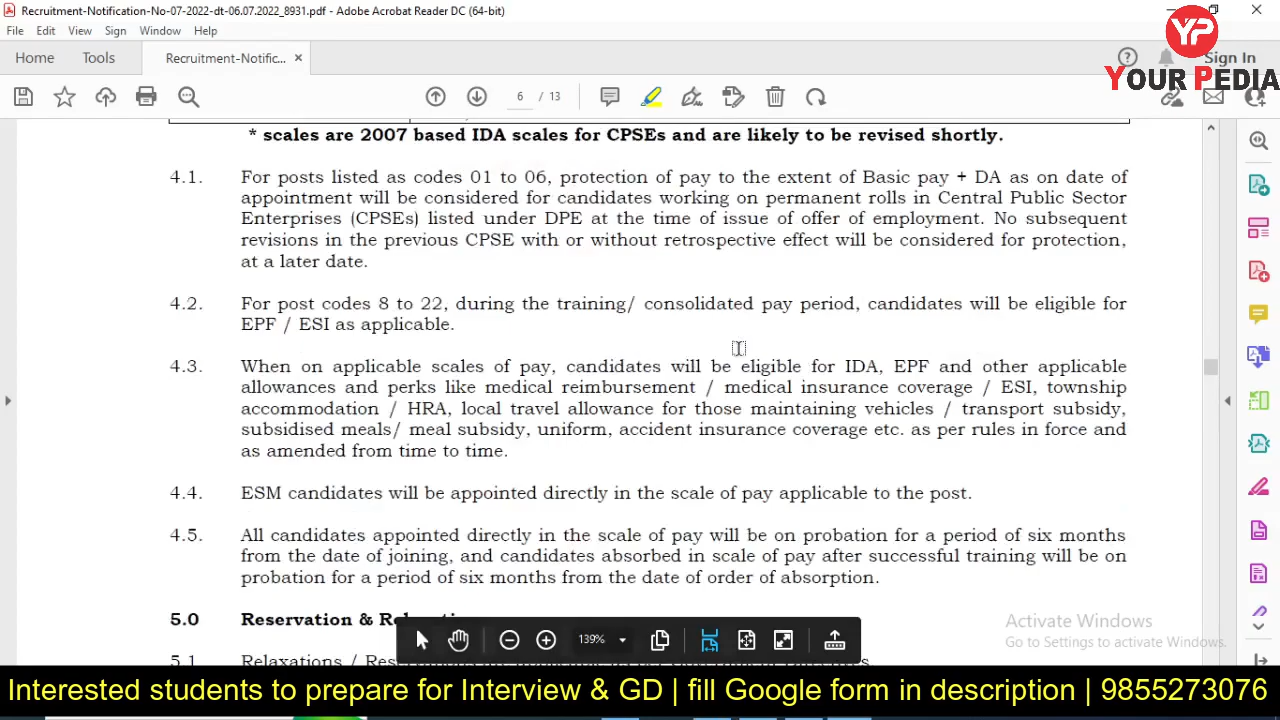 Recruitment-Notification-No-07-2022-dt-06.07.2022_8931.pdf - Adobe Acrobat Reader DC (64-bit)
File Edit View Sign Window Help
Home Tools Recruitment-Notific... × Sign In
YP
YOUR PEDIA
6 / 13
* scales are 2007 based IDA scales for CPSEs and are likely to be revised shortly.
4.1. For posts listed as codes 01 to 06, protection of pay to the extent of Basic pay + DA as on date of
appointment will be considered for candidates working on permanent rolls in Central Public Sector
Enterprises (CPSEs) listed under DPE at the time of issue of offer of employment. No subsequent
revisions in the previous CPSE with or without retrospective effect will be considered for protection,
at a later date.
4.2. For post codes 8 to 22, during the training/ consolidated pay period, candidates will be eligible for
EPF / ESI as applicable.
4.3. When on applicable scales of pay, candidates will be eligible for IDA, EPF and other applicable
allowances and perks like medical reimbursement / medical insurance coverage / ESI, township
accommodation / HRA, local travel allowance for those maintaining vehicles / transport subsidy,
subsidised meals/ meal subsidy, uniform, accident insurance coverage etc. as per rules in force and
as amended from time to time.
4.4. ESM candidates will be appointed directly in the scale of pay applicable to the post.
4.5. All candidates appointed directly in the scale of pay will be on probation for a period of six months
from the date of joining, and candidates absorbed in scale of pay after successful training will be on
probation for a period of six months from the date of order of absorption.
5.0 Reservation &
139%
Activate Windows
Go to Settings to activate Windows.
5.1 Relaxations /
Interested students to prepare for Interview & GD | fill Google form in description | 9855273076